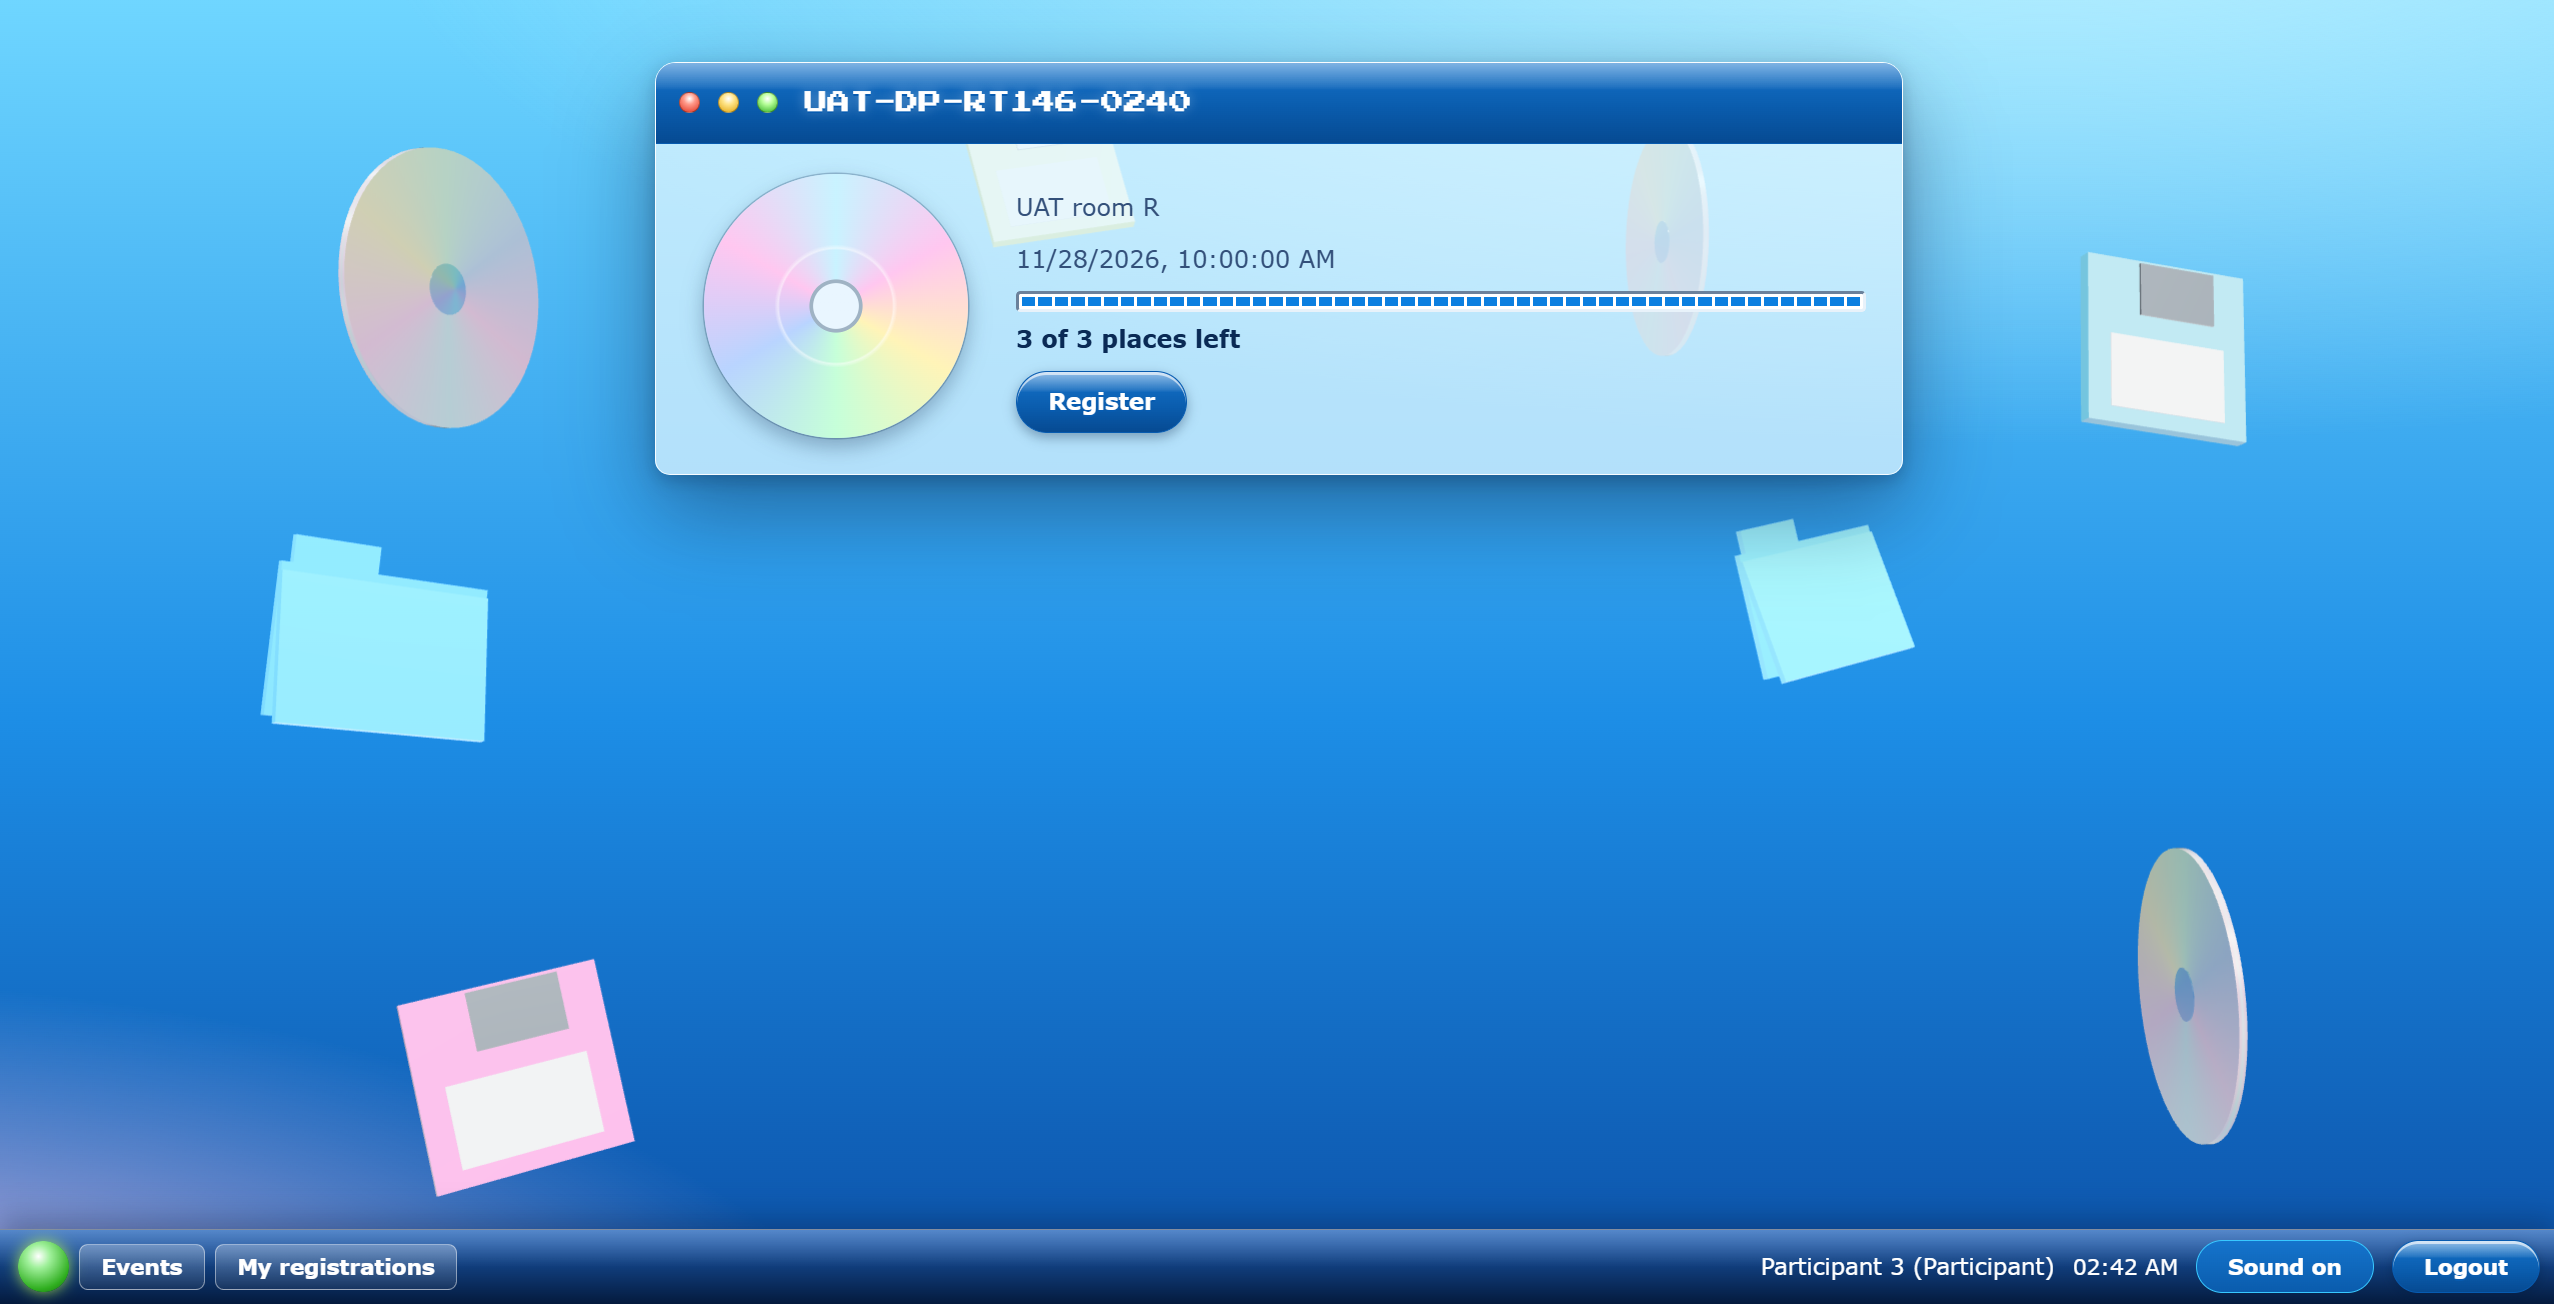 UAT-DP-RT146-0240
UAT room R
11/28/2026, 10:00:00 AM
3 of 3 places left
Register
Events
My registrations
Participant 3 (Participant)
02:42 AM
Sound on
Logout